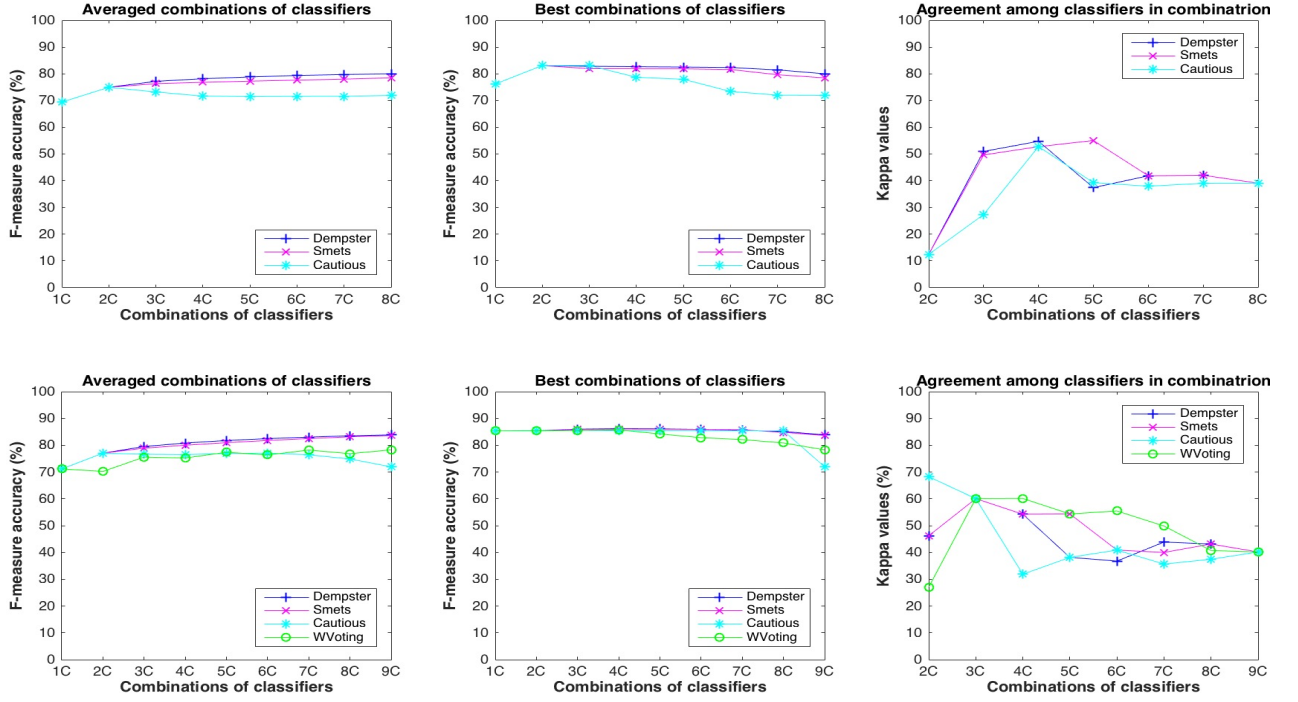 Averaged combinations of classifiers
F-measure accuracy (%)
100
90
80
70
60
50
40
30
20
10
0
1C 2C 3C 4C 5C 6C 7C 8C
Combinations of classifiers
Dempster
Smets
Cautious
Best combinations of classifiers
F-measure accuracy (%)
100
90
80
70
60
50
40
30
20
10
0
1C 2C 3C 4C 5C 6C 7C 8C
Combinations of classifiers
Dempster
Smets
Cautious
Agreement among classifiers in combinatrion
Kappa values
100
90
80
70
60
50
40
30
20
10
0
2C 3C 4C 5C 6C 7C 8C
Combinations of classifiers
Dempster
Smets
Cautious
Averaged combinations of classifiers
F-measure accuracy (%)
100
90
80
70
60
50
40
30
20
10
0
1C 2C 3C 4C 5C 6C 7C 8C 9C
Combinations of classifiers
Dempster
Smets
Cautious
WVoting
Best combinations of classifiers
F-measure accuracy (%)
100
90
80
70
60
50
40
30
20
10
0
1C 2C 3C 4C 5C 6C 7C 8C 9C
Combinations of classifiers
Dempster
Smets
Cautious
WVoting
Agreement among classifiers in combinatrion
Kappa values (%)
100
90
80
70
60
50
40
30
20
10
0
2C 3C 4C 5C 6C 7C 8C 9C
Combinations of classifiers
Dempster
Smets
Cautious
WVoting